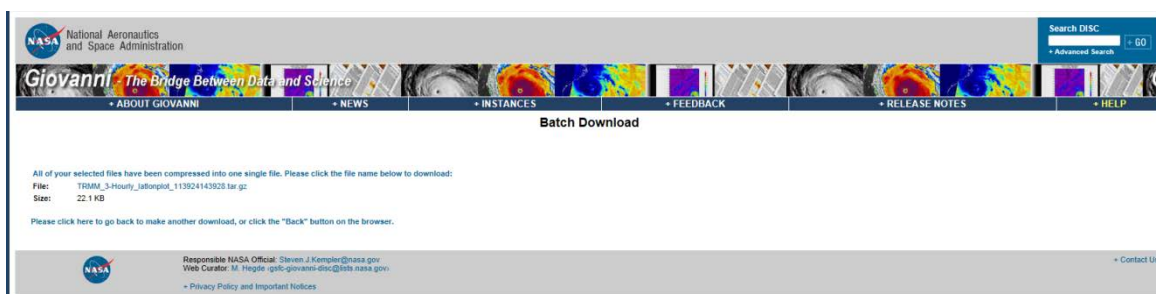 NASA
National Aeronautics
and Space Administration
Search DISC
+ GO
+ Advanced Search
Giovanni - The Bridge Between Data and Science
+ ABOUT GIOVANNI
+ NEWS
+ INSTANCES
+ FEEDBACK
+ RELEASE NOTES
+ HELP
Batch Download
All of your selected files have been compressed into one single file. Please click the file name below to download:
File: TRMM_3-Hourly_latlonplot_113924143928.tar.gz
Size: 22.1 KB
Please click here to go back to make another download, or click the "Back" button on the browser.
NASA
Responsible NASA Official: Steven.J.Kempler@nasa.gov
Web Curator: M. Hegde <gsfc-giovanni-disc@lists.nasa.gov>
+ Privacy Policy and Important Notices
+ Contact Us